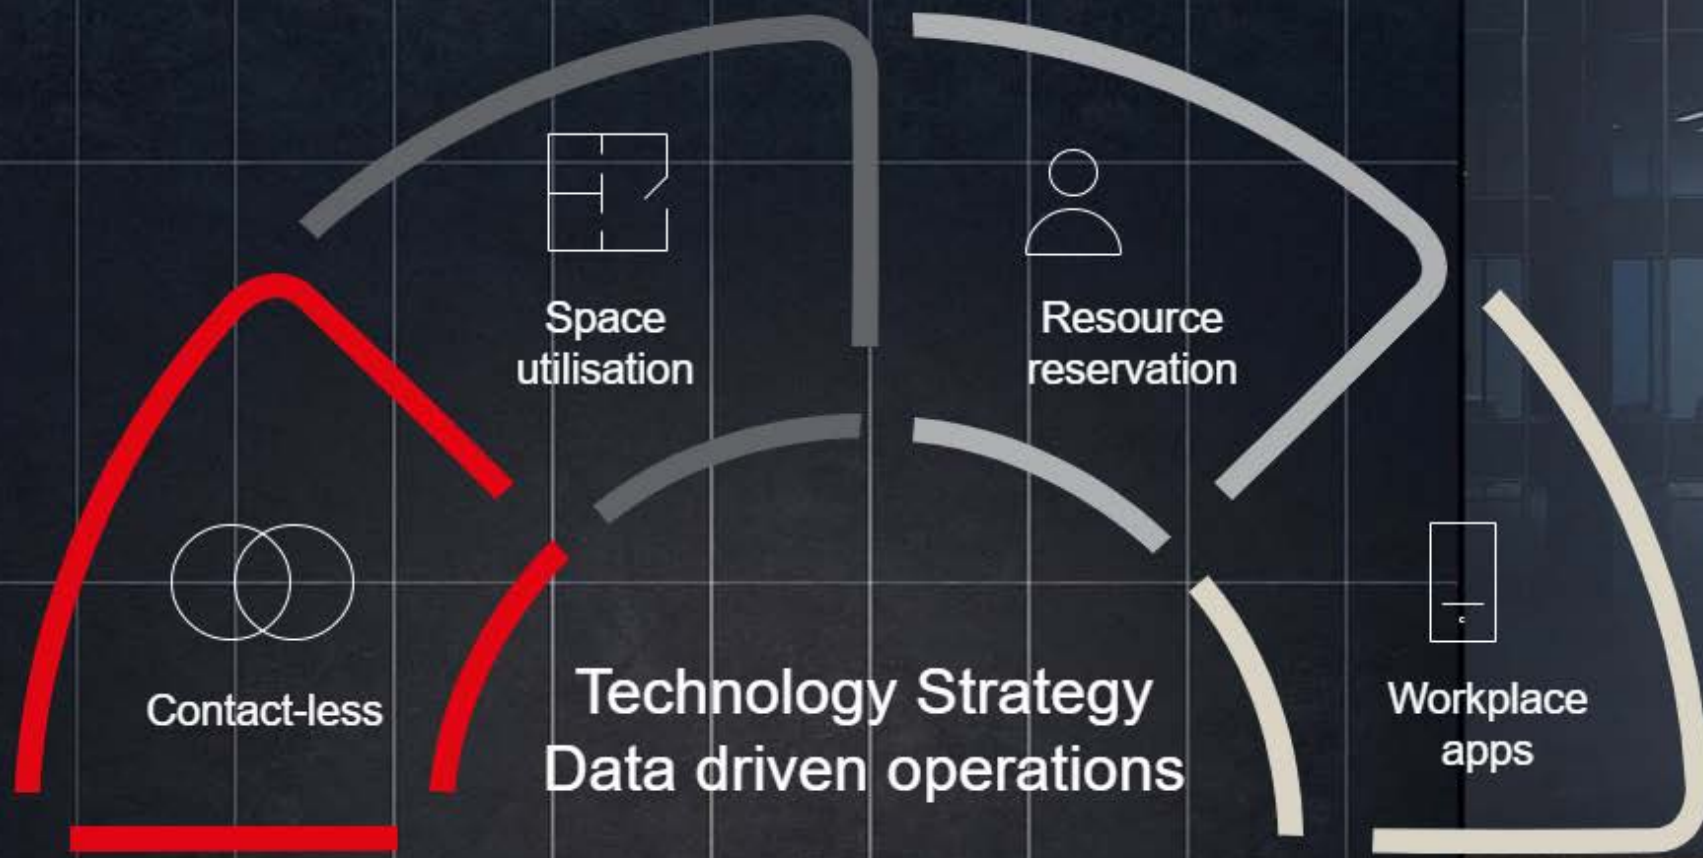 Space
utilisation
Resource
reservation
Contact-less
Technology Strategy
Data driven operations
Workplace
apps